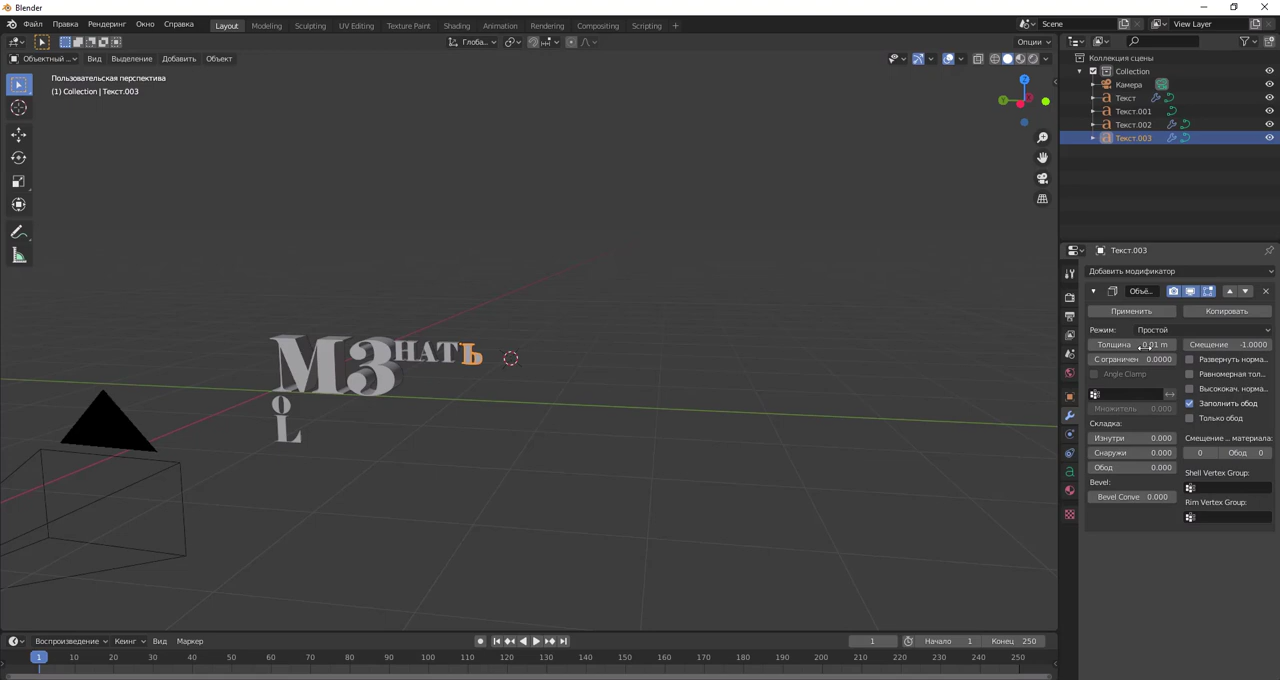 Blender
Файл Правка Рендеринг Окно Справка Layout Modeling Sculpting UV Editing Texture Paint Shading Animation Rendering Compositing Scripting + Scene View Layer
Глоба... Опции
Объектный ... Вид Выделение Добавить Объект
Пользовательская перспектива
(1) Collection | Текст.003
Коллекция сцены
Collection
Камера
Текст
Текст.001
Текст.002
Текст.003
Z
Y
МЗНАТЬ
О
L
Текст.003
Добавить модификатор
Объё...
Применить Копировать
Режим: Простой
Толщина 0.01 m Смещение -1.0000
С ограничен 0.0000 Развернуть норма...
Angle Clamp Равномерная тол...
Высококач. норма...
Множитель 0.000 Заполнить обод
Складка: Только обод
Изнутри 0.000 Смещение ... материала:
Снаружи 0.000 0 Обод 0
Обод 0.000 Shell Vertex Group:
Bevel:
Bevel Conve 0.000 Rim Vertex Group:
Воспроизведение Кеинг Вид Маркер 1 Начало 1 Конец 250
1 10 20 30 40 50 60 70 80 90 100 110 120 130 140 150 160 170 180 190 200 210 220 230 240 250